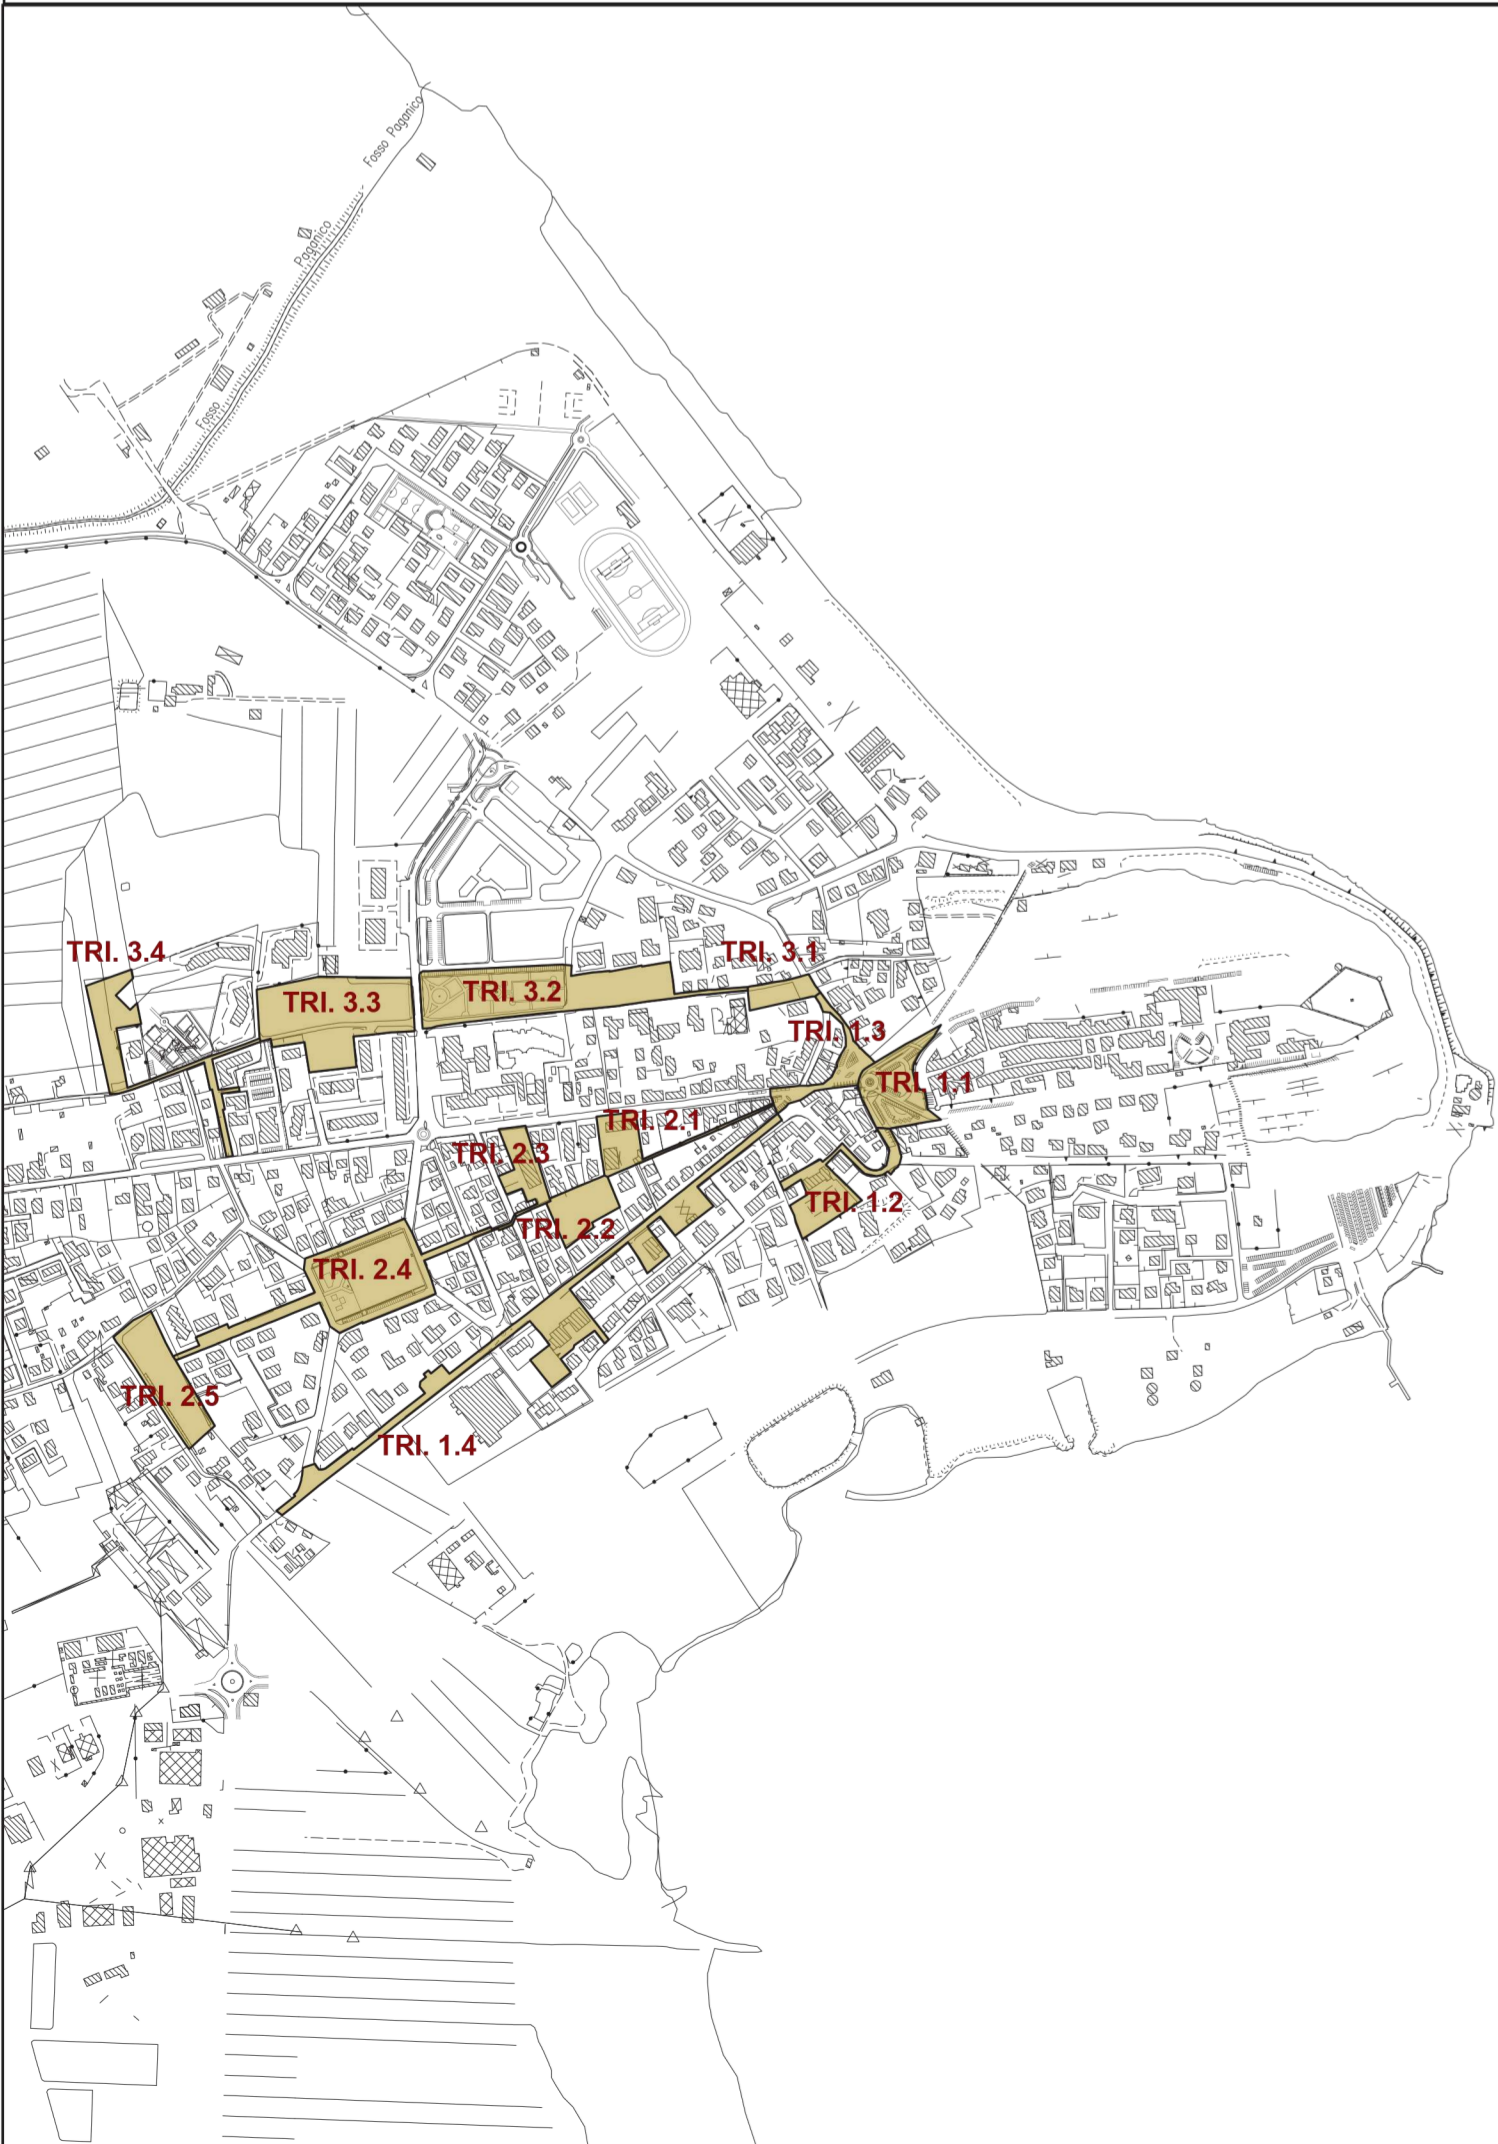 Fosso Paganico
Paganico
Fosso
TRI. 3.4
TRI. 3.1
TRI. 3.3
TRI. 3.2
TRI. 1.3
TRI. 1.1
TRI. 2.1
TRI. 2.3
TRI. 1.2
TRI. 2.2
TRI. 2.4
TRI. 2.5
TRI. 1.4